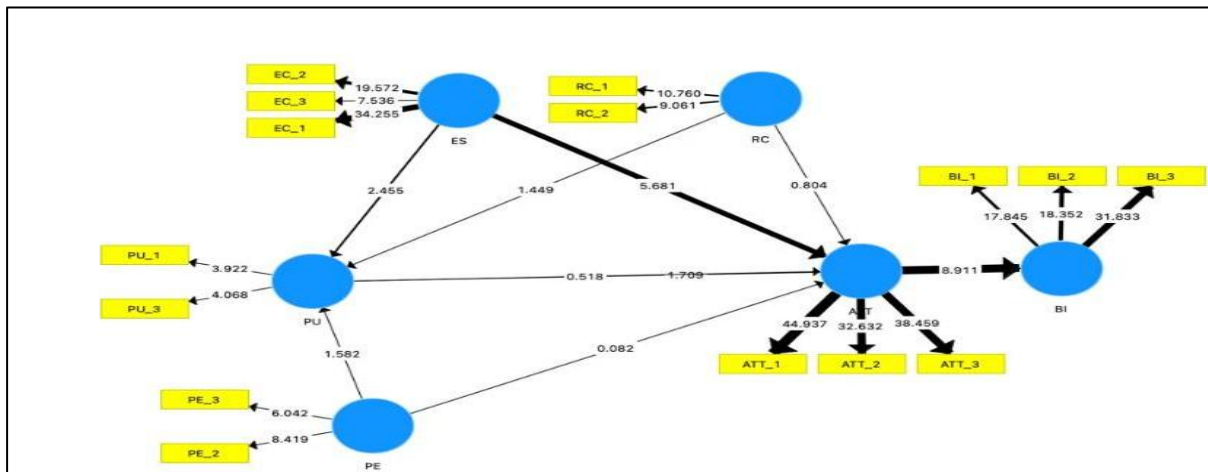 EC_2
19.572
EC_3
7.536
EC_1
34.255
ES
RC_1
10.760
RC_2
9.061
RC
2.455
1.449
5.681
0.804
BI_1
BI_2
BI_3
17.845
18.352
31.833
PU_1
3.922
PU_3
4.068
PU
0.518
1.709
8.911
BI
44.937
32.632
38.459
ATT_1
ATT_2
ATT_3
1.582
0.082
PE_3
6.042
PE_2
8.419
PE